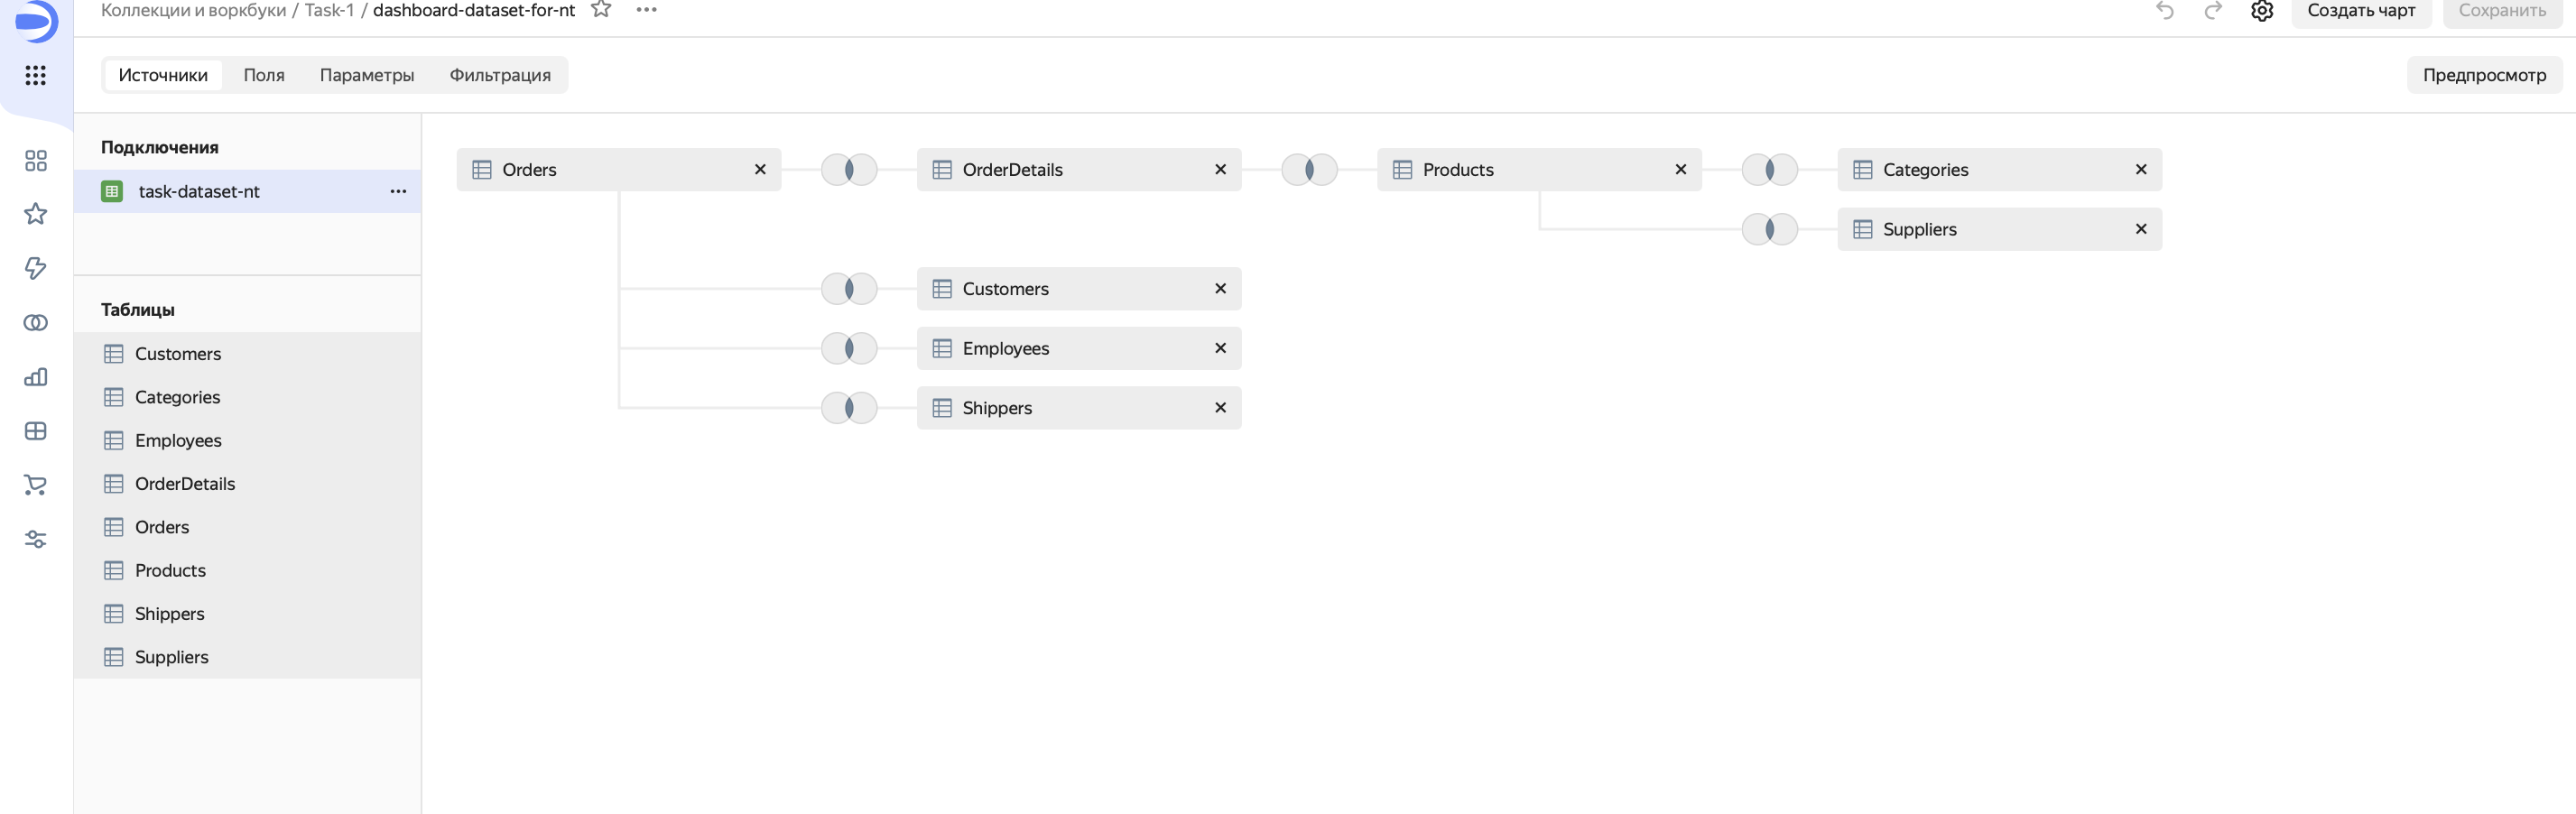 Коллекции и воркбуки / Task-1 / dashboard-dataset-for-nt
Создать чарт
Сохранить
Источники Поля Параметры Фильтрация
Предпросмотр
Подключения
task-dataset-nt
Таблицы
Customers
Categories
Employees
OrderDetails
Orders
Products
Shippers
Suppliers
Orders
OrderDetails
Products
Categories
Suppliers
Customers
Employees
Shippers